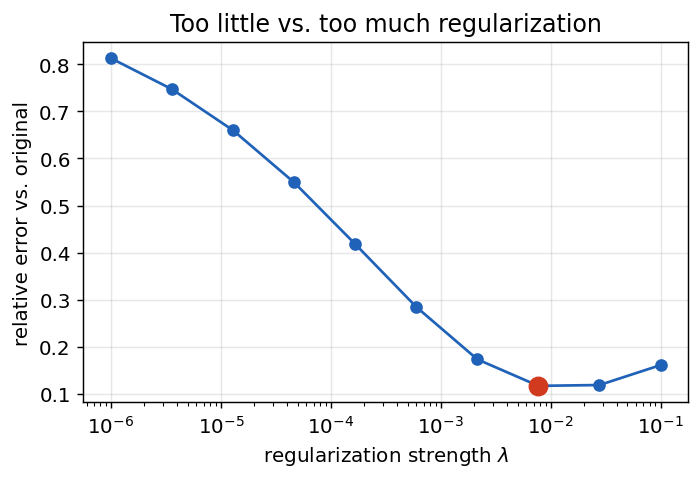 Too little vs. too much regularization
relative error vs. original
0.8
0.7
0.6
0.5
0.4
0.3
0.2
0.1
10⁻⁶ 10⁻⁵ 10⁻⁴ 10⁻³ 10⁻² 10⁻¹
regularization strength λ